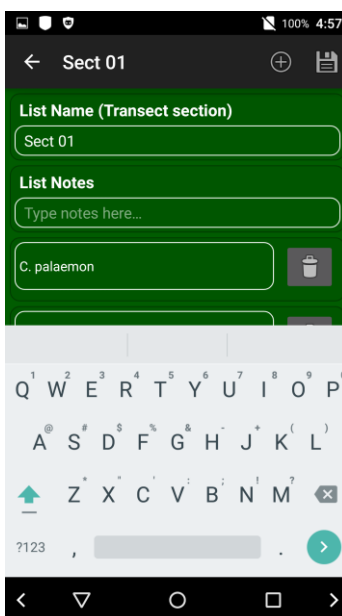 100% 4:57
Sect 01
List Name (Transect section)
Sect 01
List Notes
Type notes here...
C. palaemon
1 2 3 4 5 6 7 8 9 0
Q W E R T Y U I O P
@ # $ % & - + ( )
A S D F G H J K L
* " ' : ; ! ?
Z X C V B N M
?123 , .